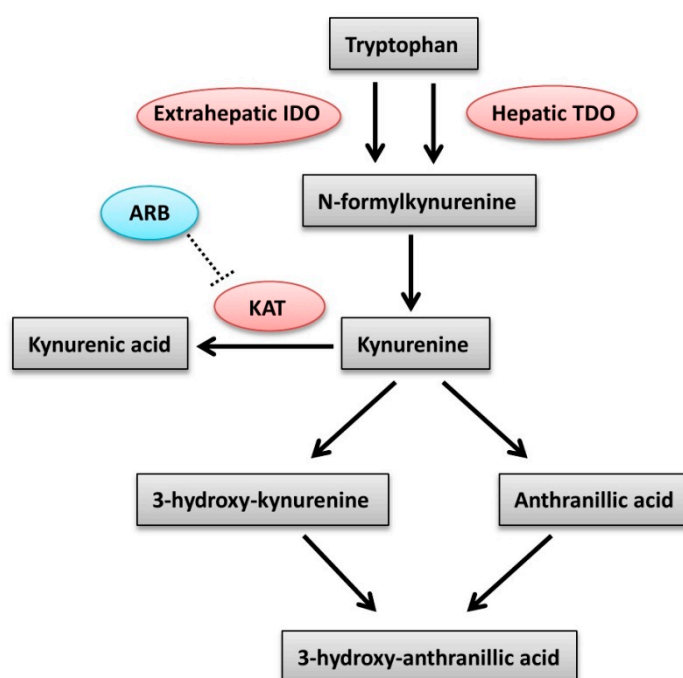 Tryptophan
Extrahepatic IDO
Hepatic TDO
N-formylkynurenine
ARB
KAT
Kynurenic acid
Kynurenine
3-hydroxy-kynurenine
Anthranillic acid
3-hydroxy-anthranillic acid